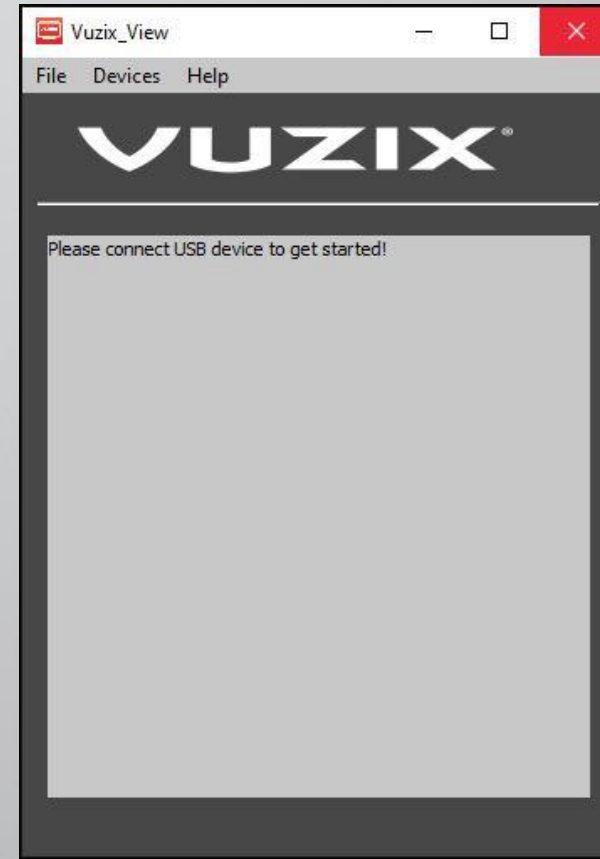 Vuzix_View
File Devices Help
VUZIX®
Please connect USB device to get started!